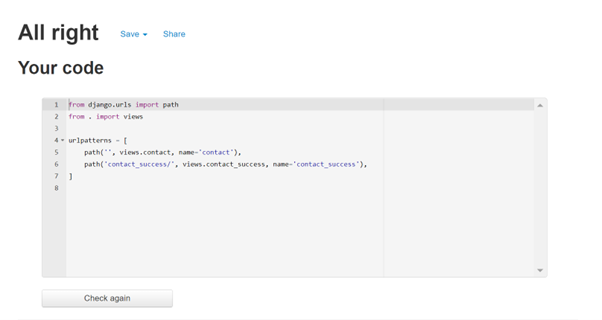 All right Save Share
Your code
1 from django.urls import path
2 from . import views
3
4 urlpatterns = [
5 path('', views.contact, name='contact'),
6 path('contact_success/', views.contact_success, name='contact_success'),
7 ]
8
Check again